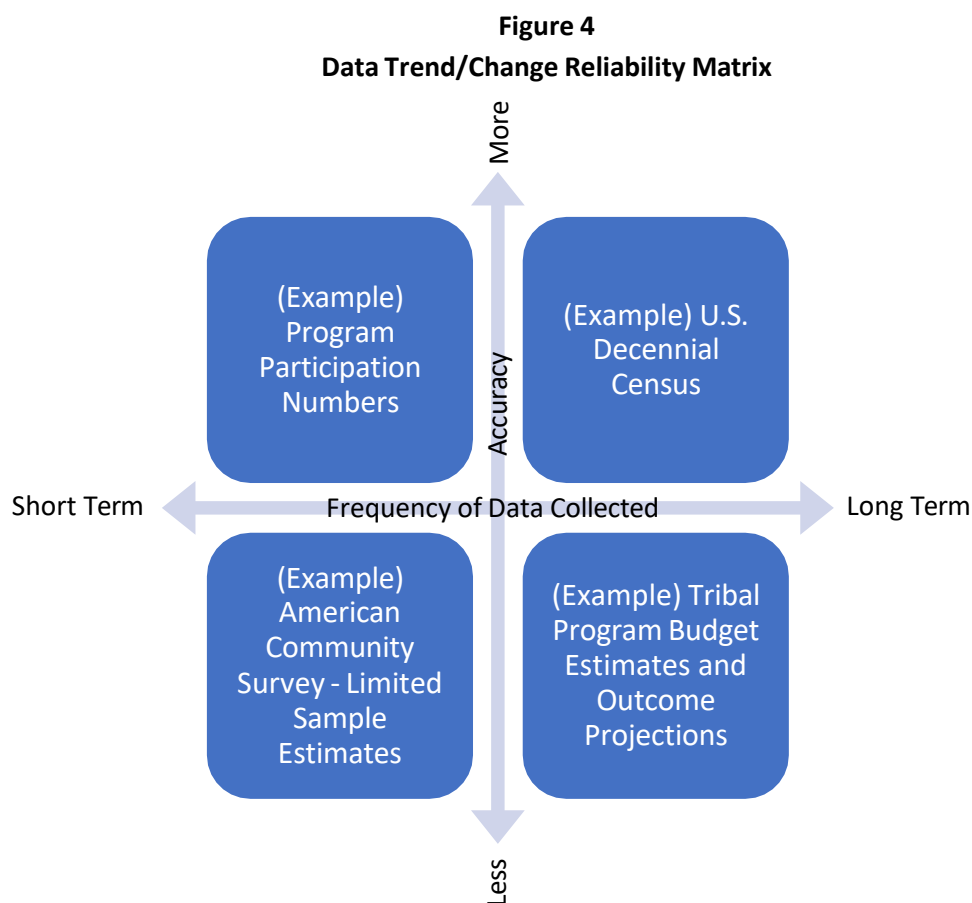 Figure 4
Data Trend/Change Reliability Matrix
More
(Example)
Program
Participation
Numbers
(Example) U.S.
Decennial
Census
Accuracy
Short Term
Frequency of Data Collected
Long Term
(Example)
American
Community
Survey - Limited
Sample
Estimates
(Example) Tribal
Program Budget
Estimates and
Outcome
Projections
Less